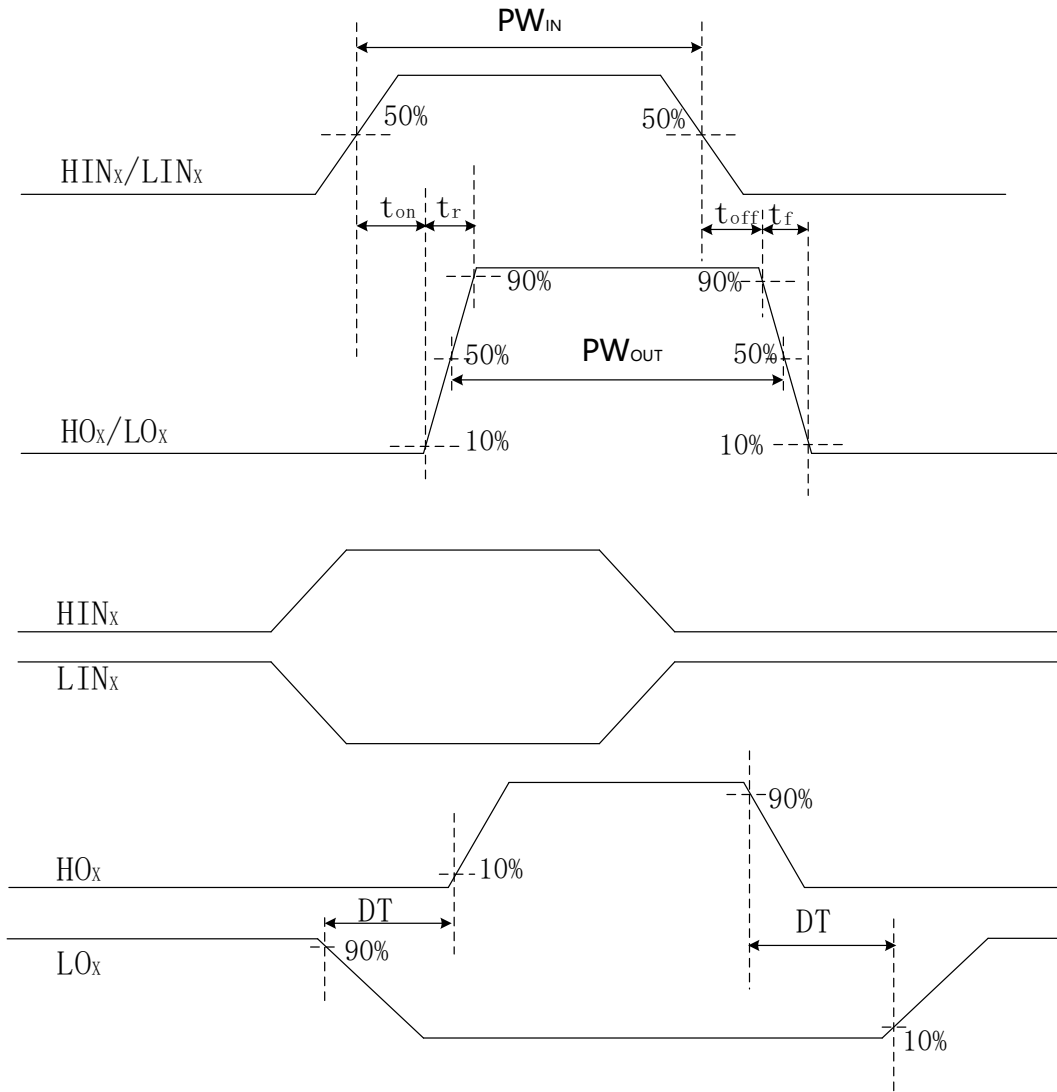 PWIN
50%
50%
HINX/LINX
ton
tr
toff
tf
90%
90%
50%
PWOUT
50%
HOX/LOX
10%
10%
HINX
LINX
90%
HOX
10%
DT
DT
LOX
90%
10%